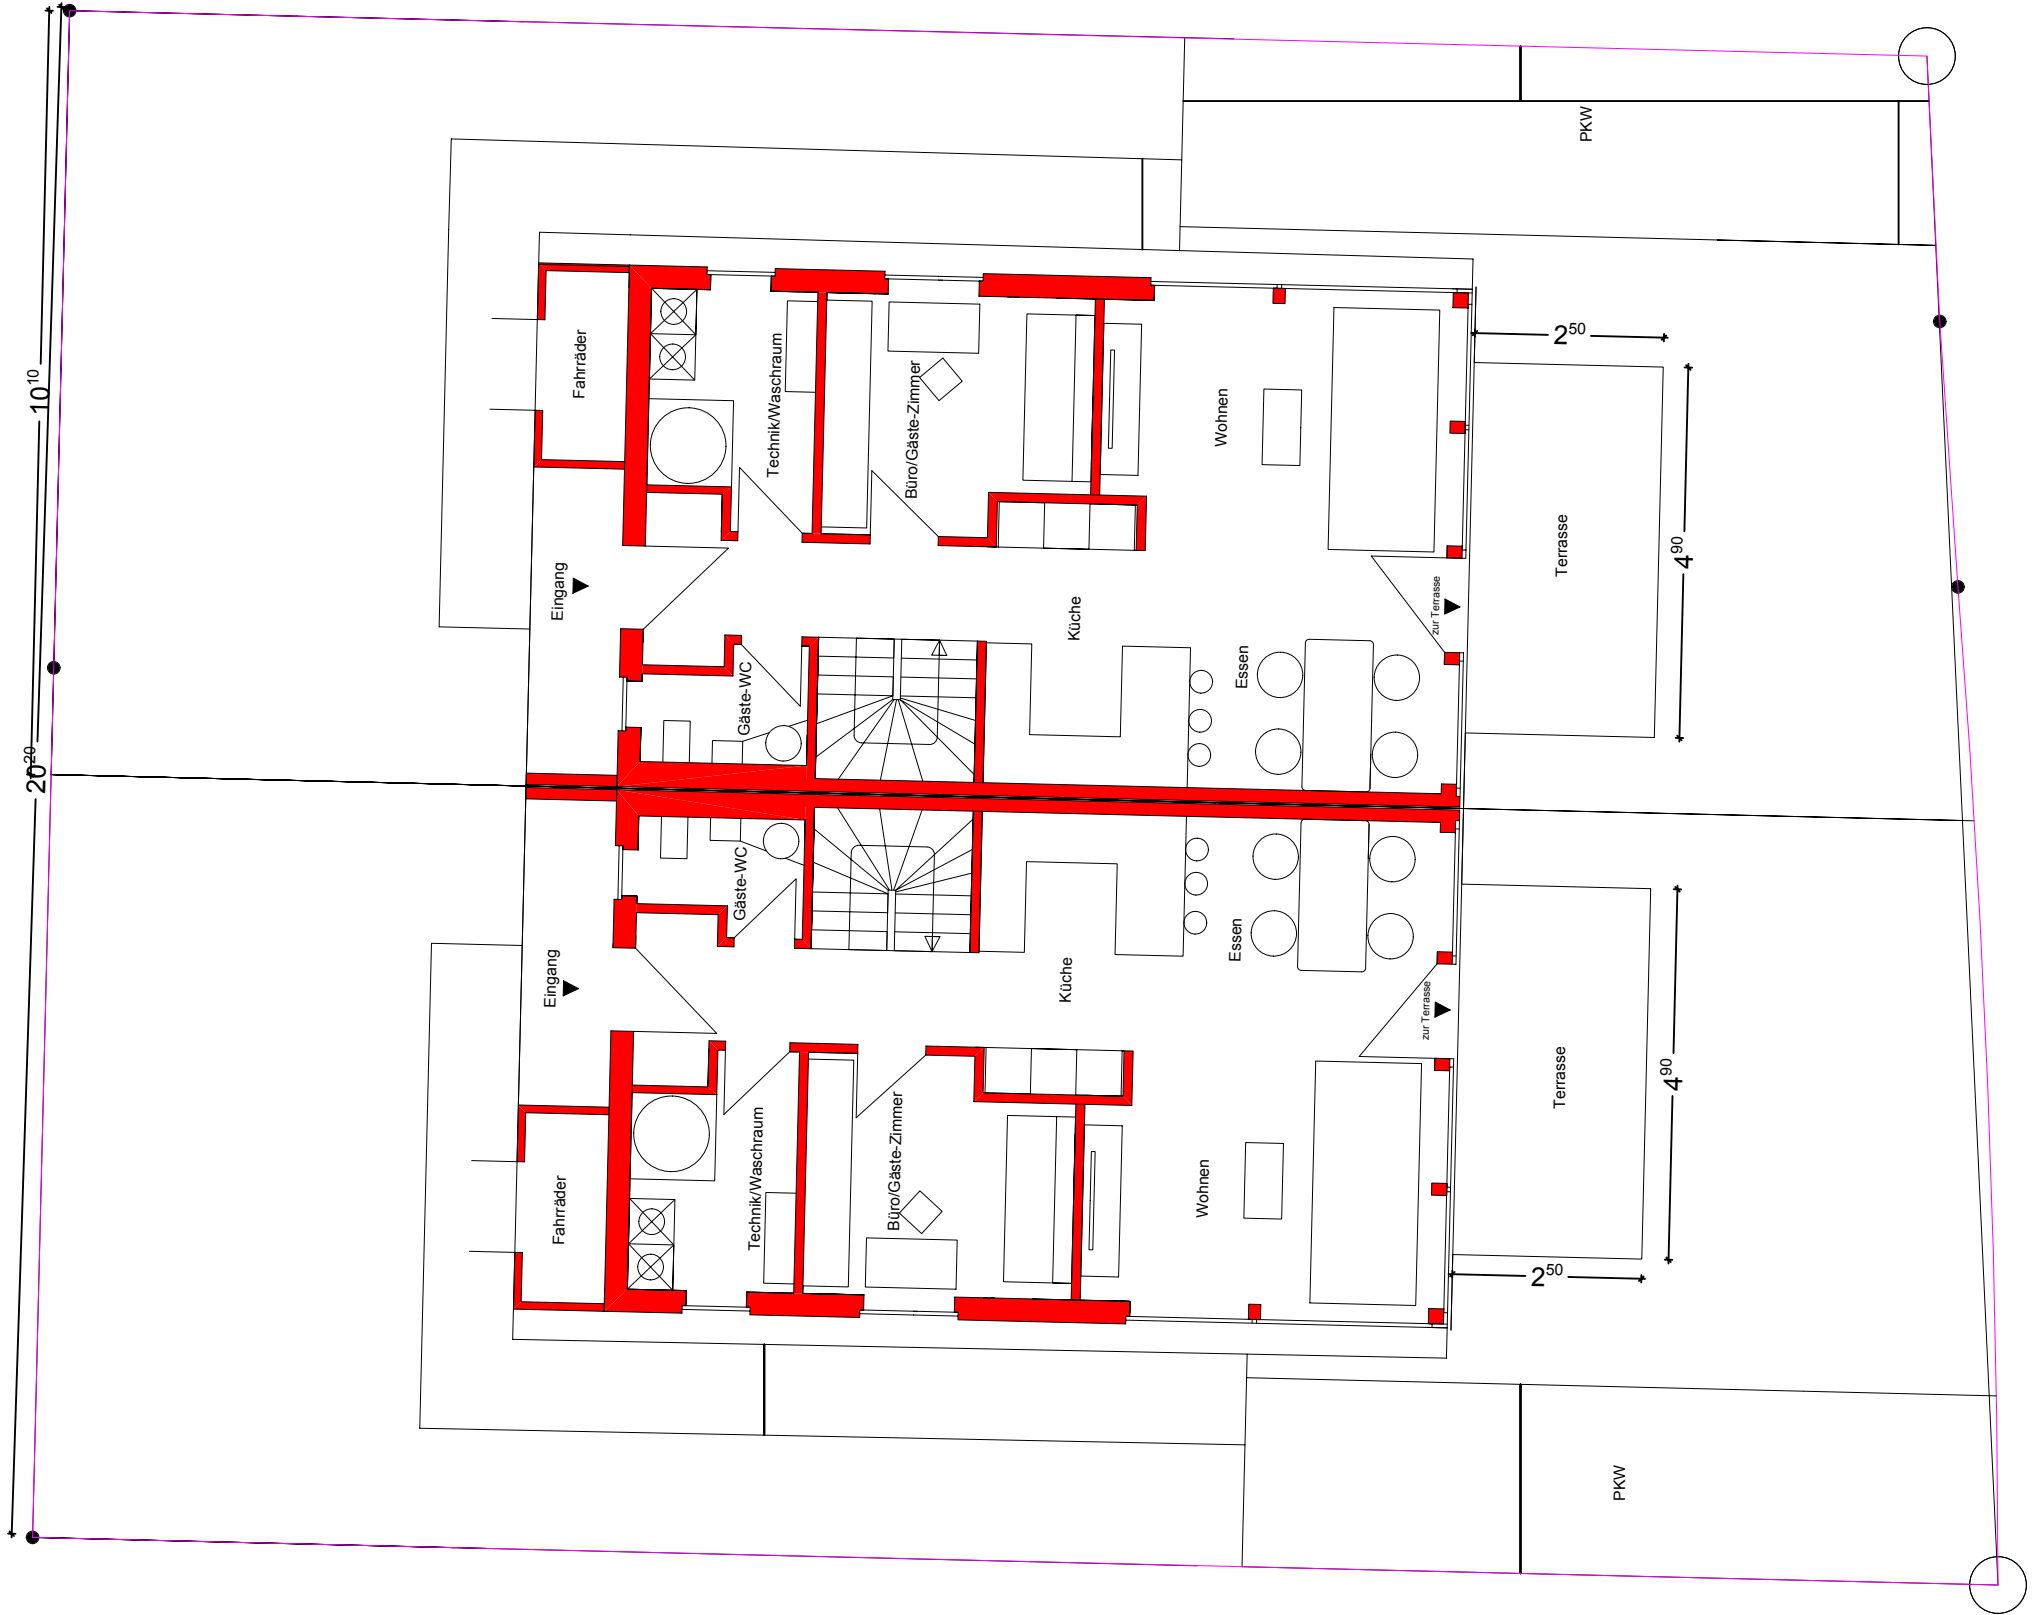 PKW
10¹⁰
20²⁰
2⁵⁰
Fahrräder
Technik/Waschraum
Büro/Gäste-Zimmer
Wohnen
Terrasse
4⁹⁰
Eingang
Küche
zur Terrasse
Gäste-WC
Essen
Gäste-WC
Essen
Eingang
Küche
zur Terrasse
Terrasse
4⁹⁰
Fahrräder
Technik/Waschraum
Büro/Gäste-Zimmer
Wohnen
2⁵⁰
PKW